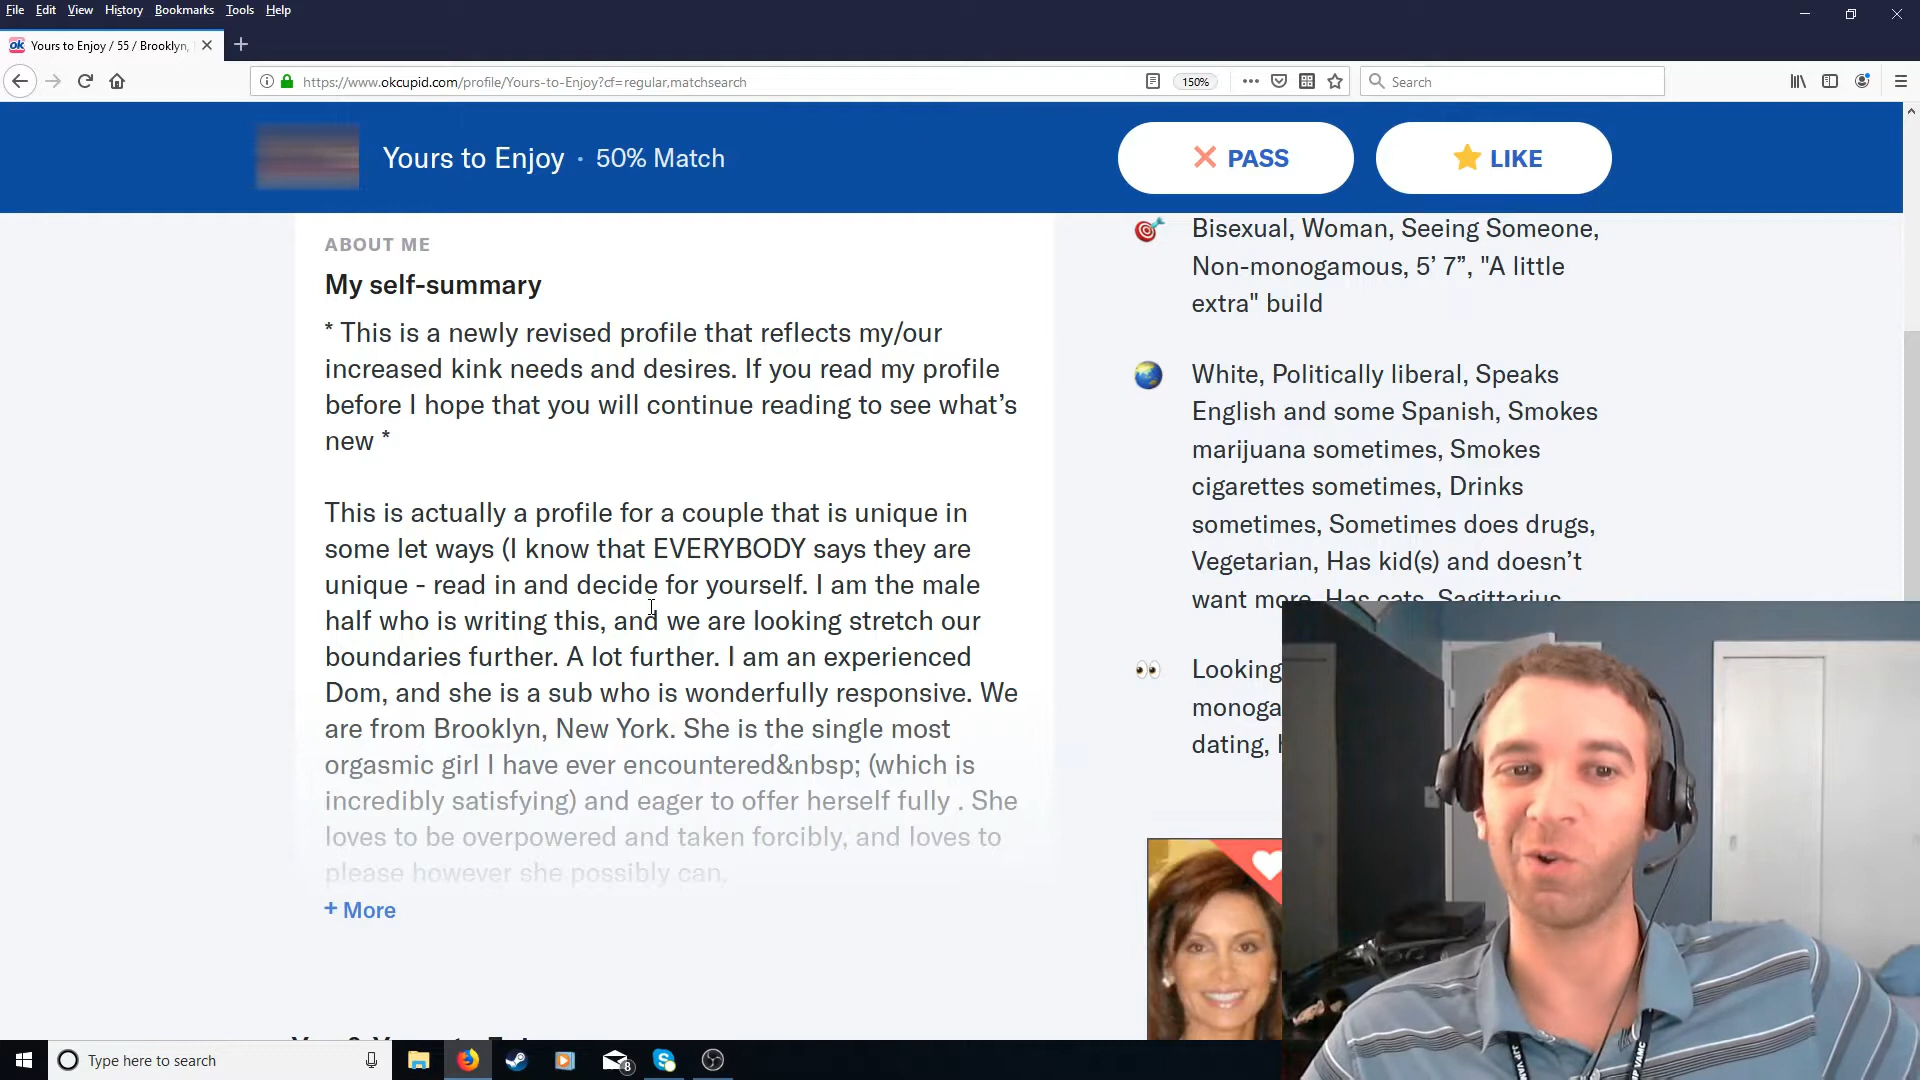 File Edit View History Bookmarks Tools Help
ok Yours to Enjoy / 55 / Brooklyn,
https://www.okcupid.com/profile/Yours-to-Enjoy?cf=regular,matchsearch
150%
Search
Yours to Enjoy · 50% Match
PASS
LIKE
ABOUT ME
My self-summary
* This is a newly revised profile that reflects my/our
increased kink needs and desires. If you read my profile
before I hope that you will continue reading to see what's
new *
This is actually a profile for a couple that is unique in
some let ways (I know that EVERYBODY says they are
unique - read in and decide for yourself. I am the male
half who is writing this, and we are looking stretch our
boundaries further. A lot further. I am an experienced
Dom, and she is a sub who is wonderfully responsive. We
are from Brooklyn, New York. She is the single most
orgasmic girl I have ever encountered&nbsp; (which is
incredibly satisfying) and eager to offer herself fully . She
loves to be overpowered and taken forcibly, and loves to
please however she possibly can.
+ More
Bisexual, Woman, Seeing Someone,
Non-monogamous, 5' 7”, "A little
extra" build
White, Politically liberal, Speaks
English and some Spanish, Smokes
marijuana sometimes, Smokes
cigarettes sometimes, Drinks
sometimes, Sometimes does drugs,
Vegetarian, Has kid(s) and doesn't
want more, Has cats, Sagittarius
Looking
monoga
dating,
JJP VAMC
MP VAMC
Type here to search
8